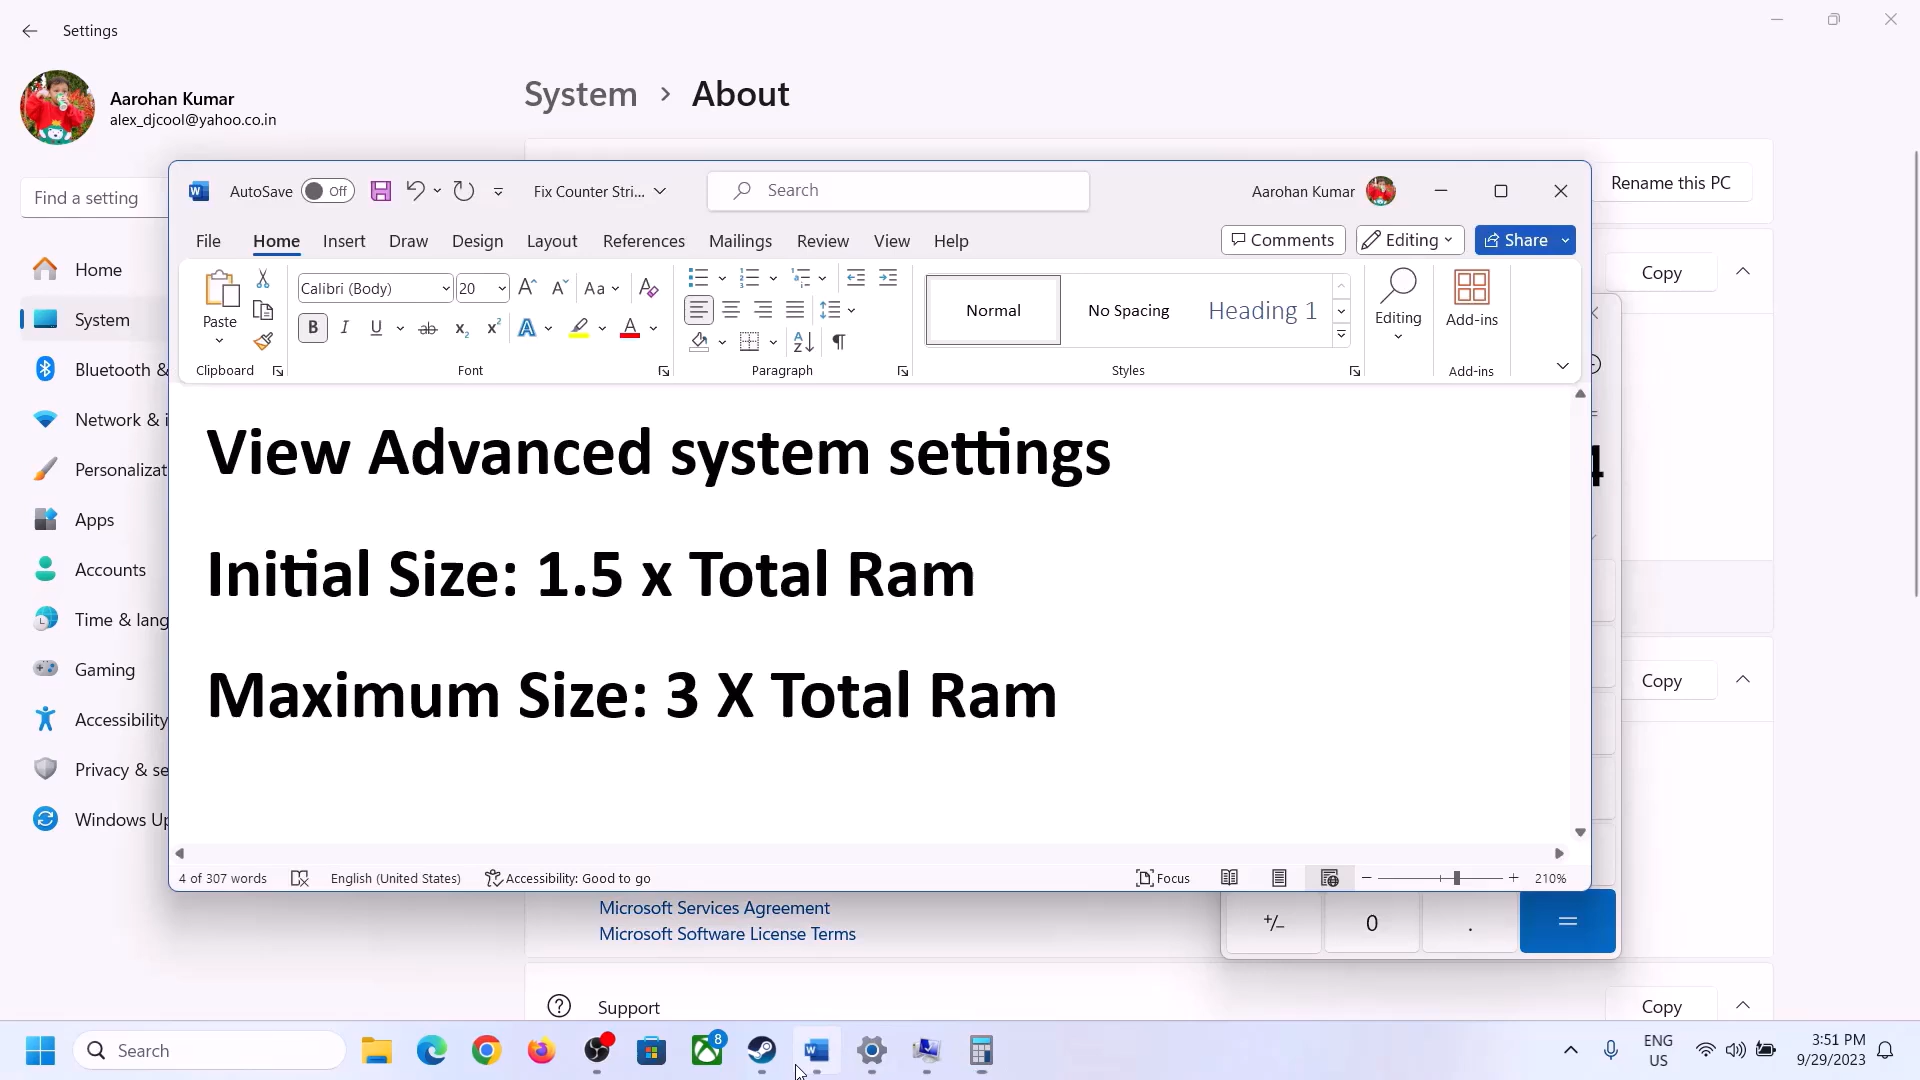 Settings
Aarohan Kumar
alex_djcool@yahoo.co.in
System > About
Find a setting
Home
System
Bluetooth &
Network & i
Personalizat
Apps
Accounts
Time & lang
Gaming
Accessibility
Privacy & se
Windows Up
Rename this PC
Copy
Copy
Copy
AutoSave Off
Fix Counter Stri...
Search
Aarohan Kumar
File Home Insert Draw Design Layout References Mailings Review View Help
Comments Editing Share
Paste
Calibri (Body) 20
Normal
No Spacing
Heading 1
Editing
Add-ins
Clipboard Font Paragraph Styles Add-ins
View Advanced system settings
Initial Size: 1.5 x Total Ram
Maximum Size: 3 X Total Ram
4 of 307 words English (United States) Accessibility: Good to go Focus 210%
4
+/- 0 . =
Microsoft Services Agreement
Microsoft Software License Terms
Support
Search
8
ENG
US
3:51 PM
9/29/2023